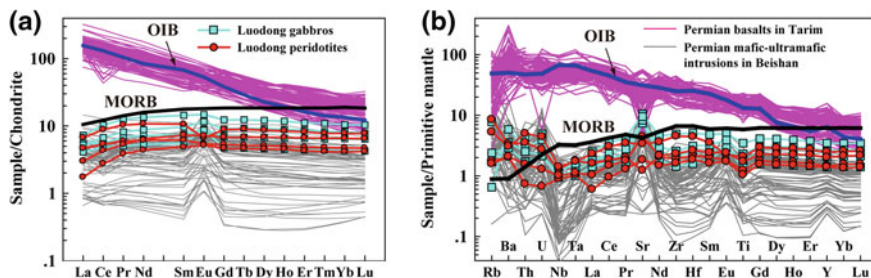 (a)
OIB
Luodong gabbros
Luodong peridotites
MORB
Sample/Chondrite
100
10
1
.1
La Ce Pr Nd Sm Eu Gd Tb Dy Ho Er Tm Yb Lu
(b)
Permian basalts in Tarim
Permian mafic-ultramafic
intrusions in Beishan
OIB
MORB
Sample/Primitive mantle
1000
100
10
1
.1
Ba U Ta Ce Sr Zr Sm Ti Dy Er Yb
Rb Th Nb La Pr Nd Hf Eu Gd Ho Y Lu